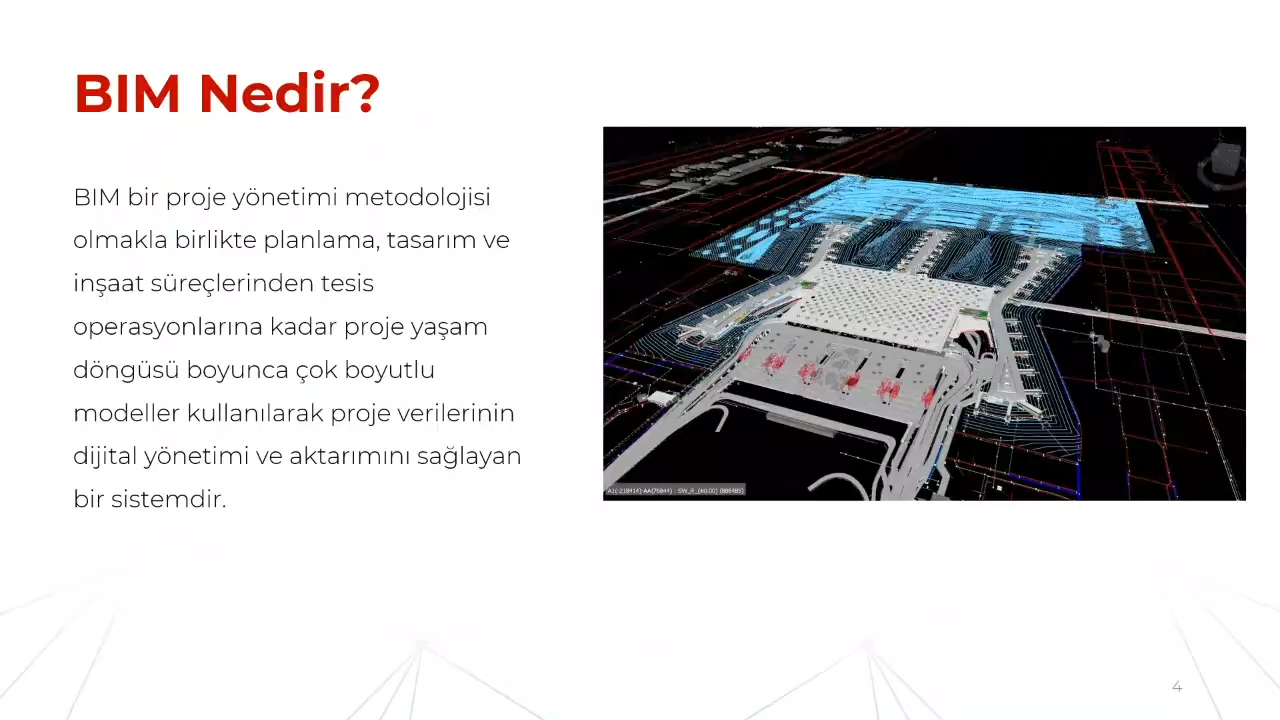 BIM Nedir?
BIM bir proje yönetimi metodolojisi
olmakla birlikte planlama, tasarım ve
inşaat süreçlerinden tesis
operasyonlarına kadar proje yaşam
döngüsü boyunca çok boyutlu
modeller kullanılarak proje verilerinin
dijital yönetimi ve aktarımını sağlayan
bir sistemdir.
4